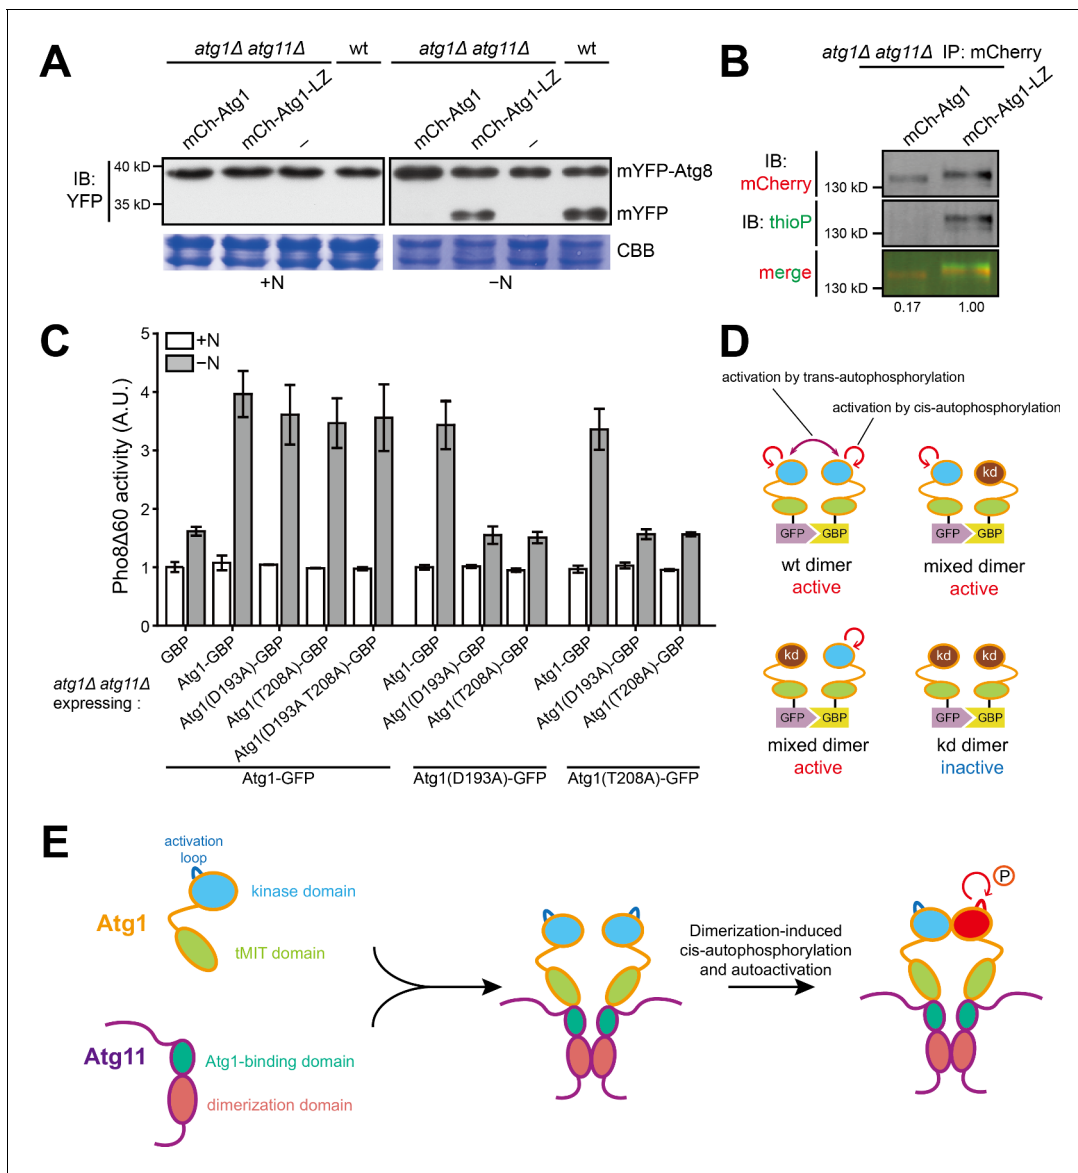 A
atg1Δ atg11Δ
wt
atg1Δ atg11Δ
wt
mCh-Atg1
mCh-Atg1-LZ
–
mCh-Atg1
mCh-Atg1-LZ
–
IB:
YFP
40 kD
35 kD
mYFP-Atg8
mYFP
CBB
+N
−N
B
atg1Δ atg11Δ IP: mCherry
mCh-Atg1
mCh-Atg1-LZ
IB:
mCherry
130 kD
IB: thioP
130 kD
merge
130 kD
0.17
1.00
C
Pho8Δ60 activity (A.U.)
5
4
3
2
1
0
+N
−N
GBP
Atg1-GBP
Atg1(D193A)-GBP
Atg1(T208A)-GBP
Atg1(D193A T208A)-GBP
Atg1-GBP
Atg1(D193A)-GBP
Atg1(T208A)-GBP
Atg1-GBP
Atg1(D193A)-GBP
Atg1(T208A)-GBP
atg1Δ atg11Δ
expressing :
Atg1-GFP
Atg1(D193A)-GFP
Atg1(T208A)-GFP
D
activation by trans-autophosphorylation
activation by cis-autophosphorylation
GFP
GBP
wt dimer
active
kd
GFP
GBP
mixed dimer
active
kd
GFP
GBP
mixed dimer
active
kd
kd
GFP
GBP
kd dimer
inactive
E
activation
loop
kinase domain
Atg1
tMIT domain
Atg11
Atg1-binding domain
dimerization domain
Dimerization-induced
cis-autophosphorylation
and autoactivation
P